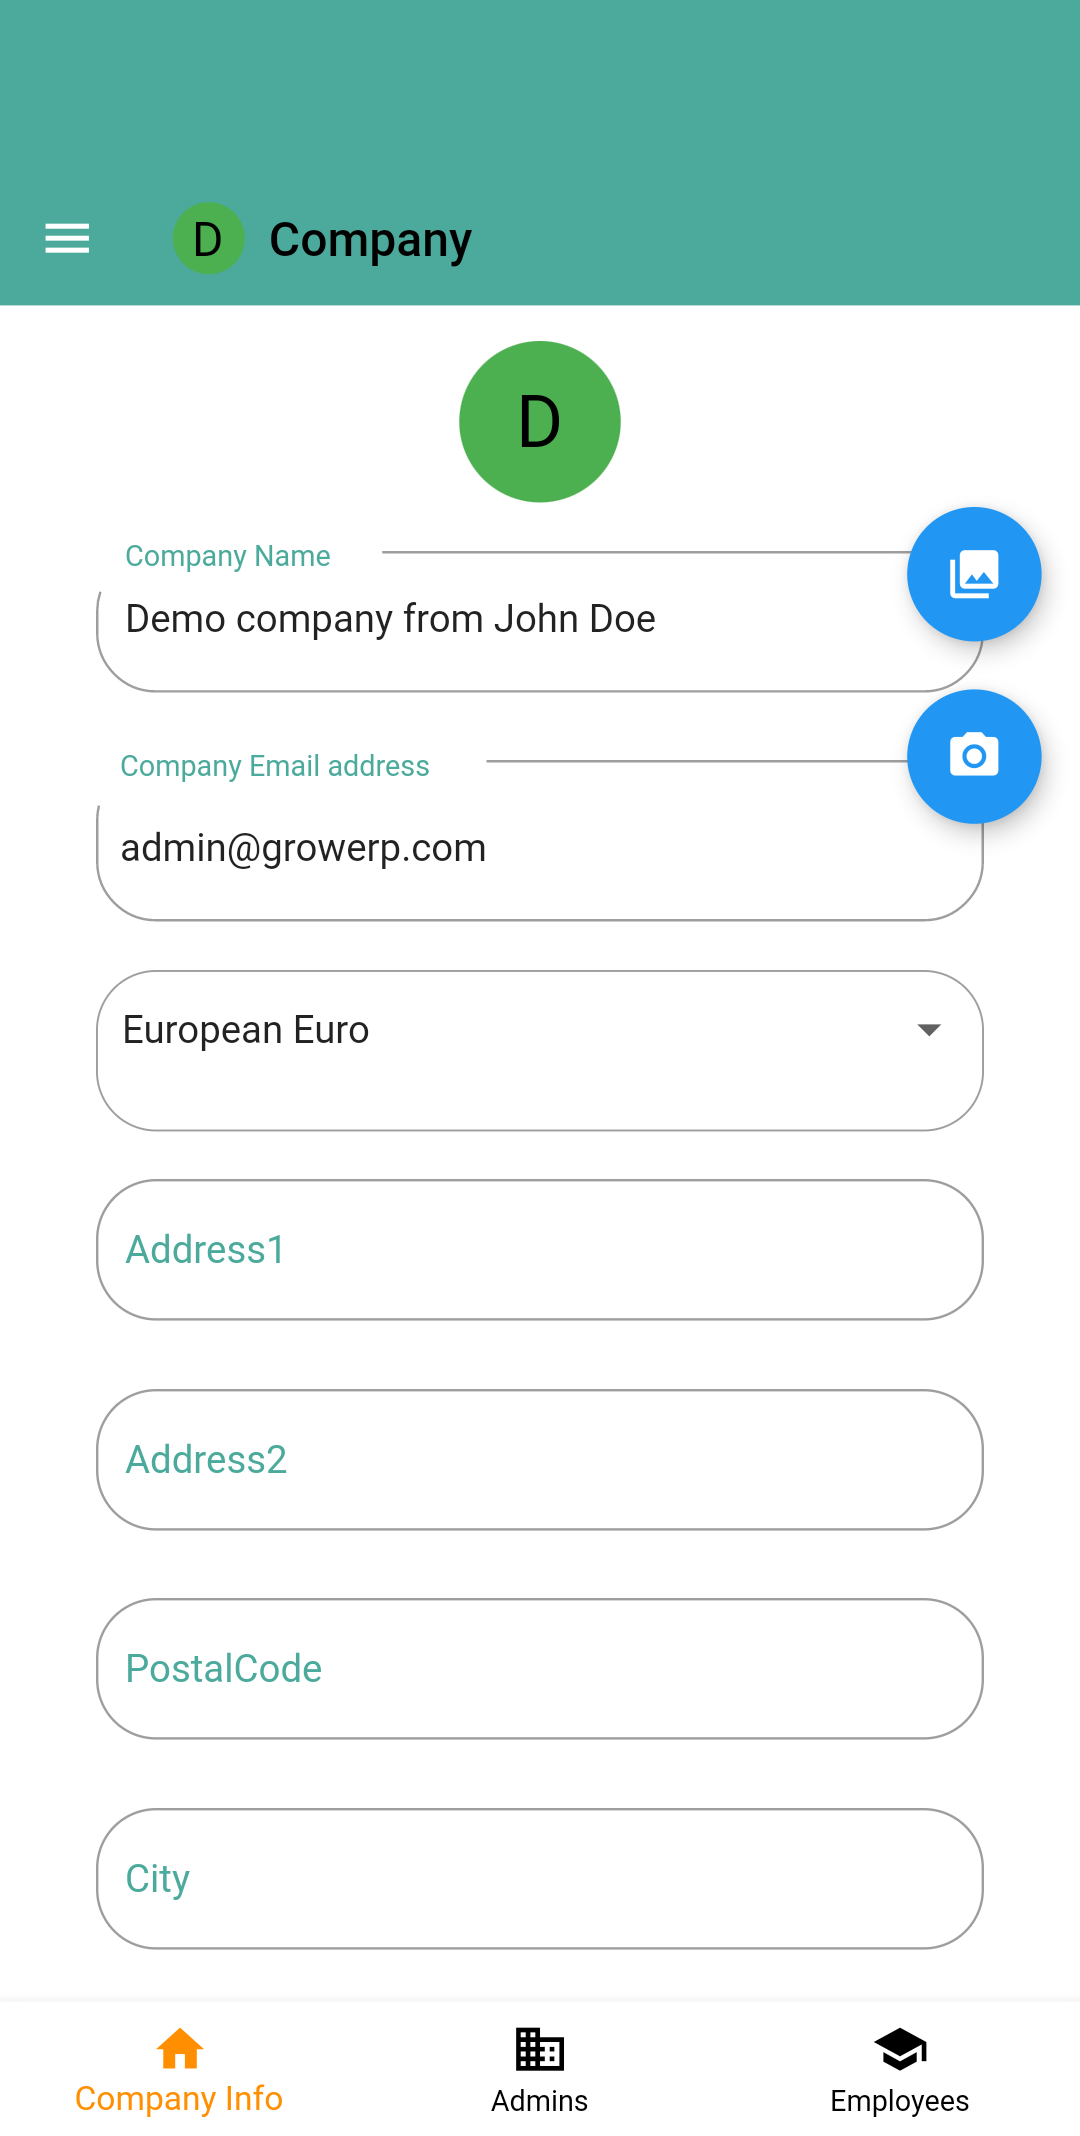 D Company
D
Company Name
Demo company from John Doe
Company Email address
admin@growerp.com
European Euro
Address1
Address2
PostalCode
City
Company Info Admins Employees